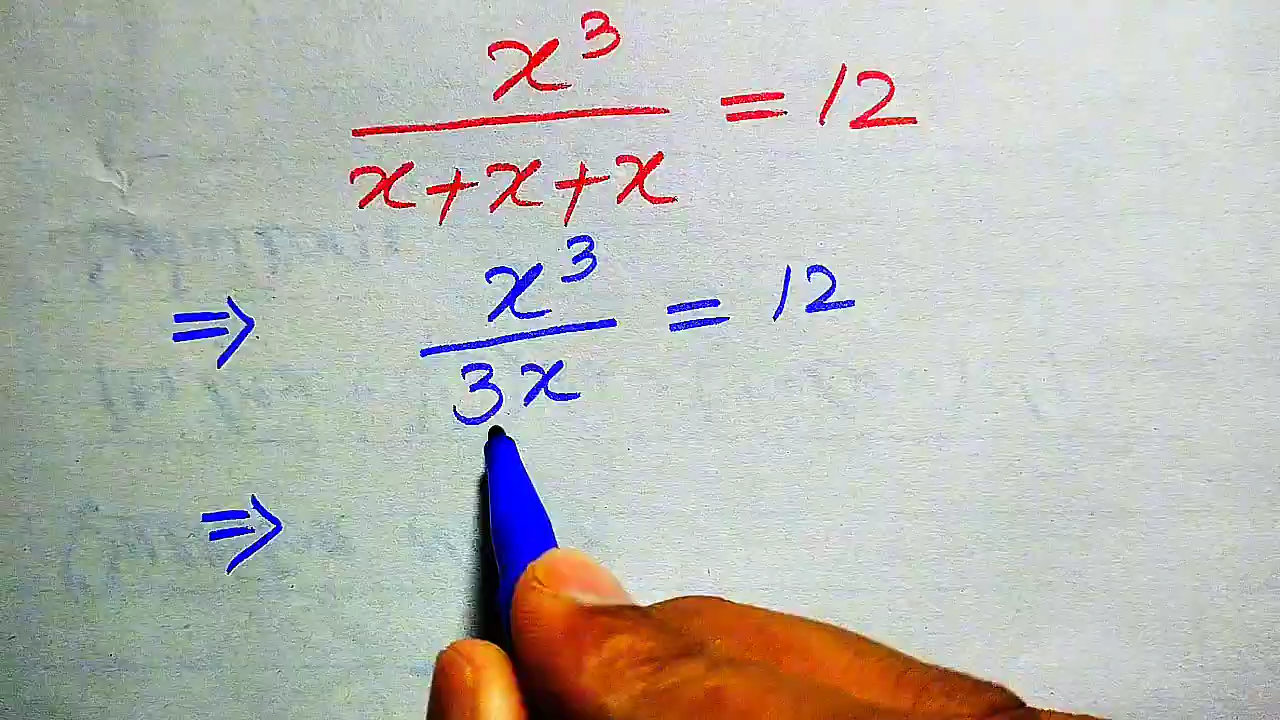 x³/(x+x+x) = 12
⇒ x³/3x = 12
⇒